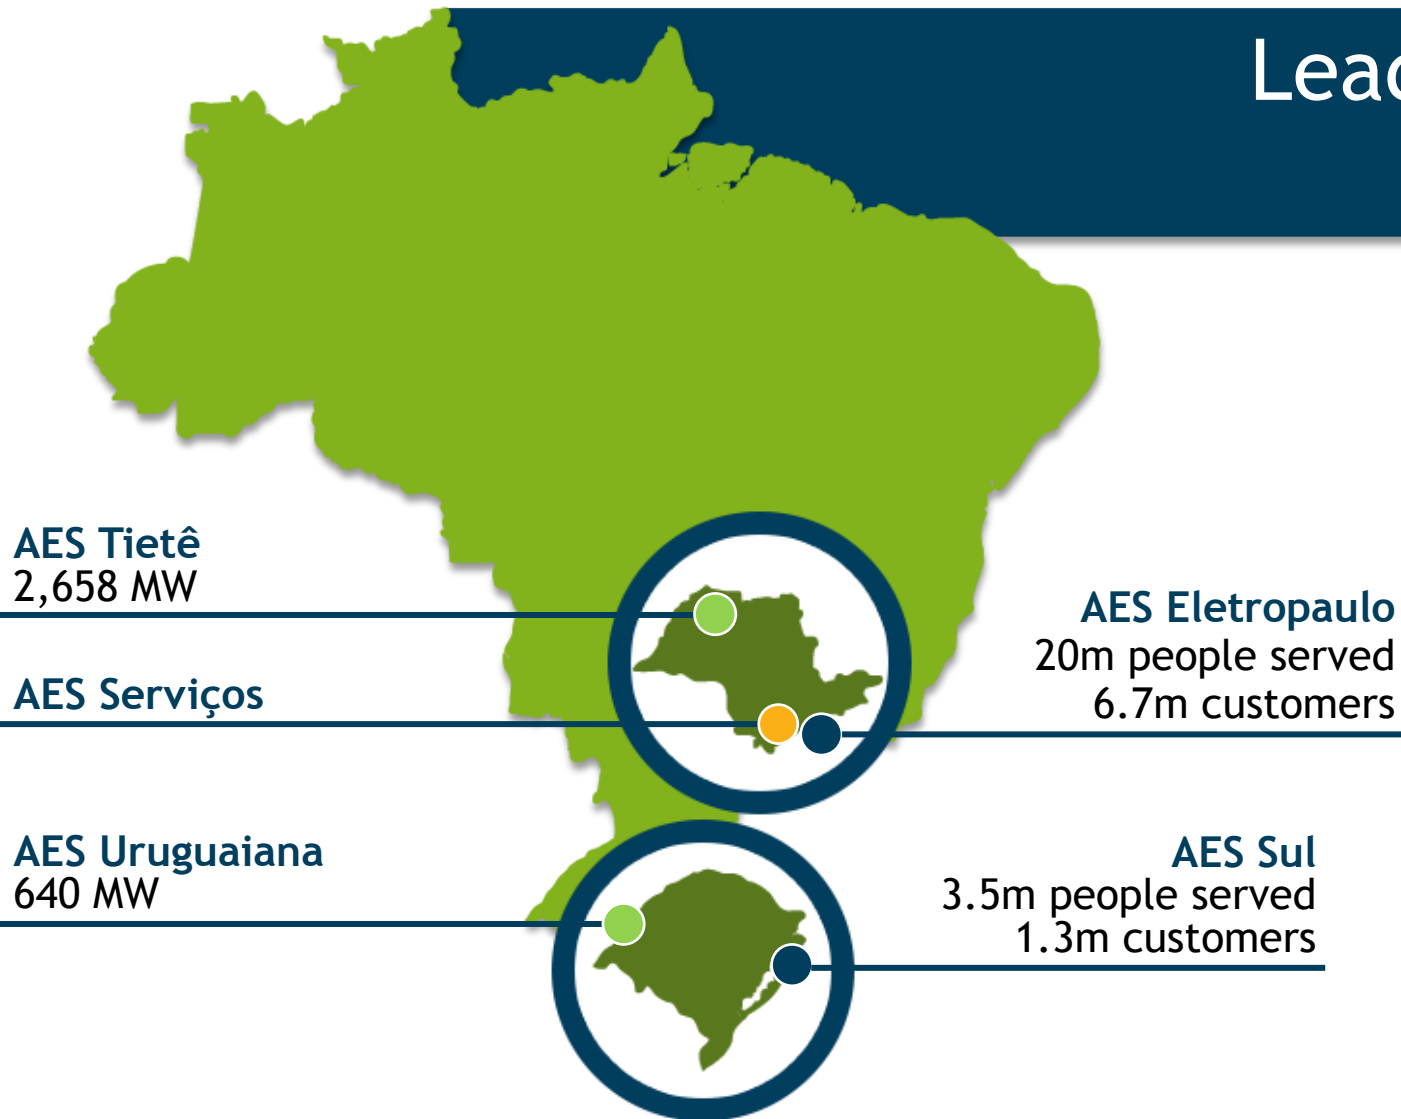 AES Tietê
2,658 MW
AES Serviços
AES Uruguaiana
640 MW
AES Eletropaulo
20m people served
6.7m customers
AES Sul
3.5m people served
1.3m customers